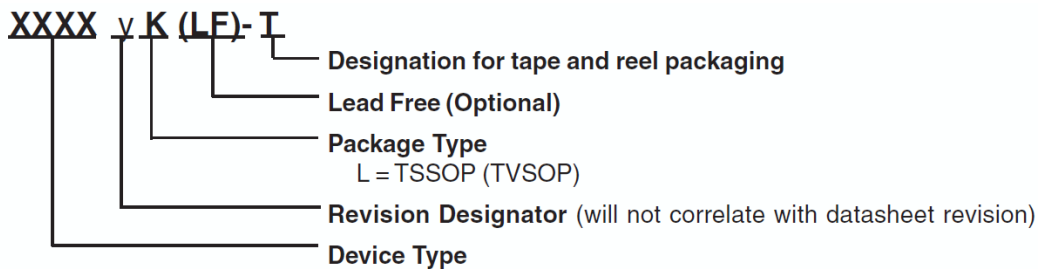 XXXX y K (LF)- T
Designation for tape and reel packaging
Lead Free (Optional)
Package Type
L = TSSOP (TVSOP)
Revision Designator (will not correlate with datasheet revision)
Device Type